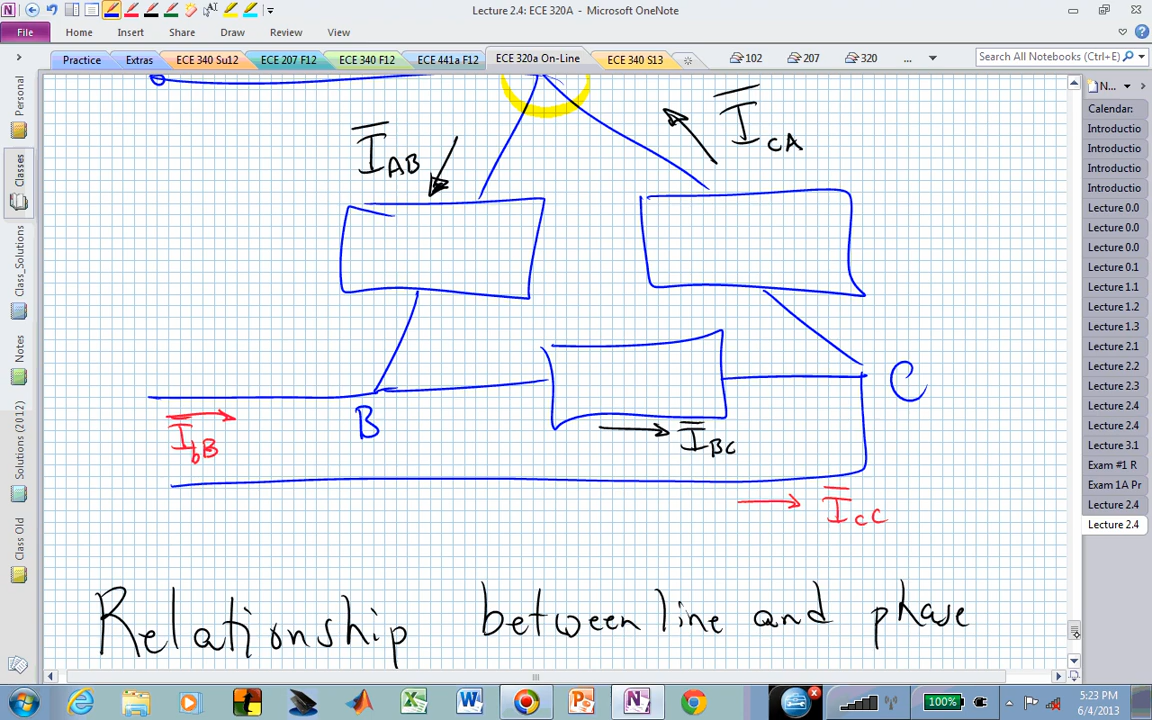 Lecture 2.4: ECE 320A - Microsoft OneNote
File Home Insert Share Draw Review View
Practice Extras ECE 340 Su12 ECE 207 F12 ECE 340 F12 ECE 441a F12 ECE 320a On-Line ECE 340 S13 102 207 320 ... Search All Notebooks (Ctrl+E)
Personal
Classes
Class_Solutions
Notes
Solutions (2012)
Class Old
I AB
I CA
C
B
I bB
I BC
I cC
Relationship between line and phase
N...
Calendar:
Introductio
Introductio
Introductio
Introductio
Lecture 0.0
Lecture 0.0
Lecture 0.0
Lecture 0.1
Lecture 1.1
Lecture 1.2
Lecture 1.3
Lecture 2.1
Lecture 2.2
Lecture 2.3
Lecture 2.4
Lecture 2.4
Lecture 3.1
Exam #1 R
Exam 1A Pr
Lecture 2.4
Lecture 2.4
100%
5:23 PM
6/4/2013